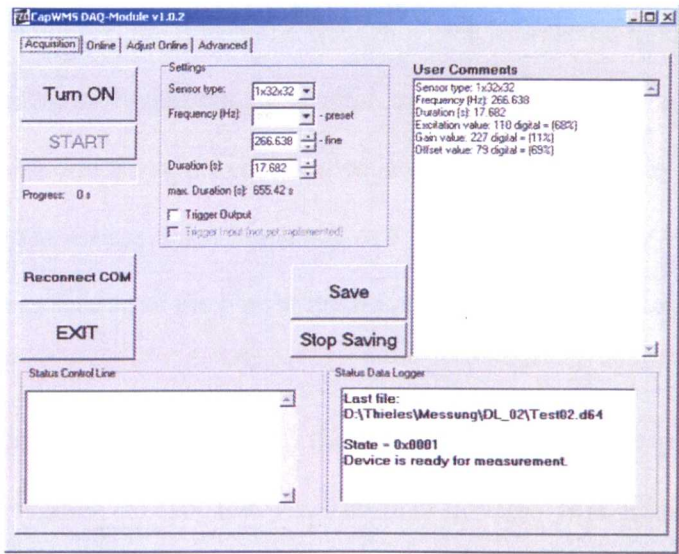 CapWMS DAQ-Module v1.0.2
Acquisition Online Adjust Online Advanced
Turn ON
START
Progress: 0 s
Reconnect COM
EXIT
Settings
Sensor type: 1x32x32
Frequency (Hz): - preset
266.638 - fine
Duration (s): 17.682
max. Duration (s): 655.42 s
Trigger Output
Trigger Input (not yet implemented)
Save
Stop Saving
User Comments
Sensor type: 1x32x32
Frequency (Hz): 266.638
Duration (s): 17.682
Excitation value: 110 digital = (68%)
Gain value: 227 digital = (11%)
Offset value: 79 digital = (69%)
Status Control Line
Status Data Logger
Last file:
D:\Thieles\Messung\DL_02\Test02.d64
State = 0x0001
Device is ready for measurement.